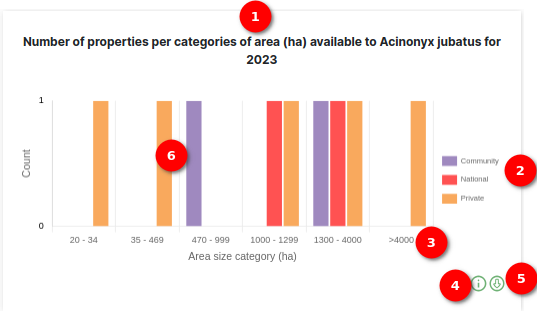 1
Number of properties per categories of area (ha) available to Acinonyx jubatus for
2023
1
Count
6
0
Community
National
Private
2
20 - 34 35 - 469 470 - 999 1000 - 1299 1300 - 4000 >4000
3
Area size category (ha)
4
5